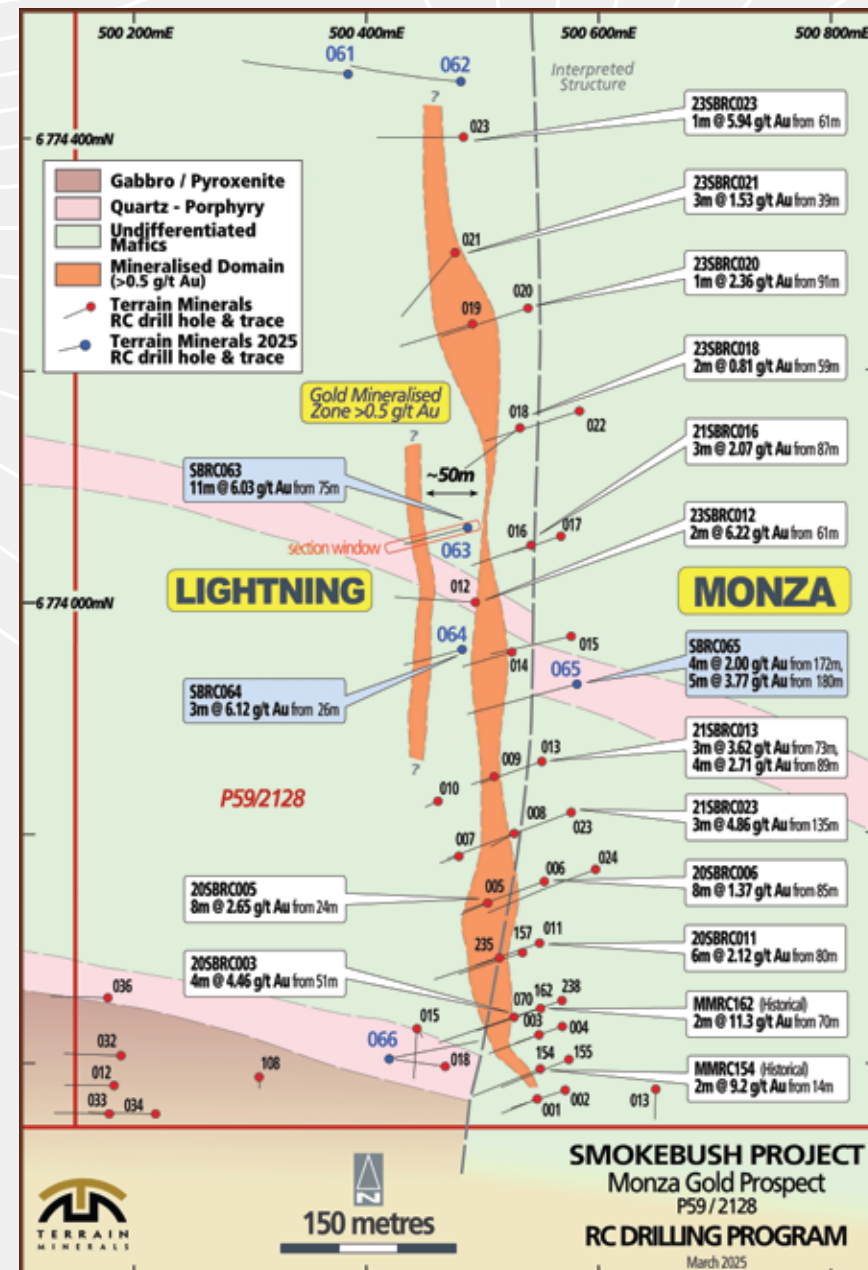 500 200mE 500 400mE 500 600mE 500 800mE
061
062
Interpreted
Structure
?
023
23SBRC023
1m @ 5.94 g/t Au from 61m
6 774 400mN
Gabbro / Pyroxenite
Quartz - Porphyry
Undifferentiated
Mafics
Mineralised Domain
(>0.5 g/t Au)
Terrain Minerals
RC drill hole & trace
Terrain Minerals 2025
RC drill hole & trace
23SBRC021
3m @ 1.53 g/t Au from 39m
021
23SBRC020
1m @ 2.36 g/t Au from 91m
020
019
23SBRC018
2m @ 0.81 g/t Au from 59m
Gold Mineralised
Zone >0.5 g/t Au
018
022
?
21SBRC016
3m @ 2.07 g/t Au from 87m
SBRC063
11m @ 6.03 g/t Au from 75m
~50m
016
017
section window
063
23SBRC012
2m @ 6.22 g/t Au from 61m
LIGHTNING
012
MONZA
6 774 000mN
064
014
015
065
SBRC065
4m @ 2.00 g/t Au from 172m,
5m @ 3.77 g/t Au from 180m
SBRC064
3m @ 6.12 g/t Au from 26m
21SBRC013
3m @ 3.62 g/t Au from 73m,
4m @ 2.71 g/t Au from 89m
?
009
013
P59/2128
010
008
023
21SBRC023
3m @ 4.86 g/t Au from 135m
007
006
024
20SBRC006
8m @ 1.37 g/t Au from 85m
20SBRC005
8m @ 2.65 g/t Au from 24m
005
157
011
235
20SBRC011
6m @ 2.12 g/t Au from 80m
20SBRC003
4m @ 4.46 g/t Au from 51m
036
070
162
238
MMRC162 (Historical)
2m @ 11.3 g/t Au from 70m
015
003
004
032
066
018
154
155
MMRC154 (Historical)
2m @ 9.2 g/t Au from 14m
012
108
033
034
001
002
013
SMOKEBUSH PROJECT
Monza Gold Prospect
P59 / 2128
RC DRILLING PROGRAM
March 2025
N
150 metres
TERRAIN
MINERALS